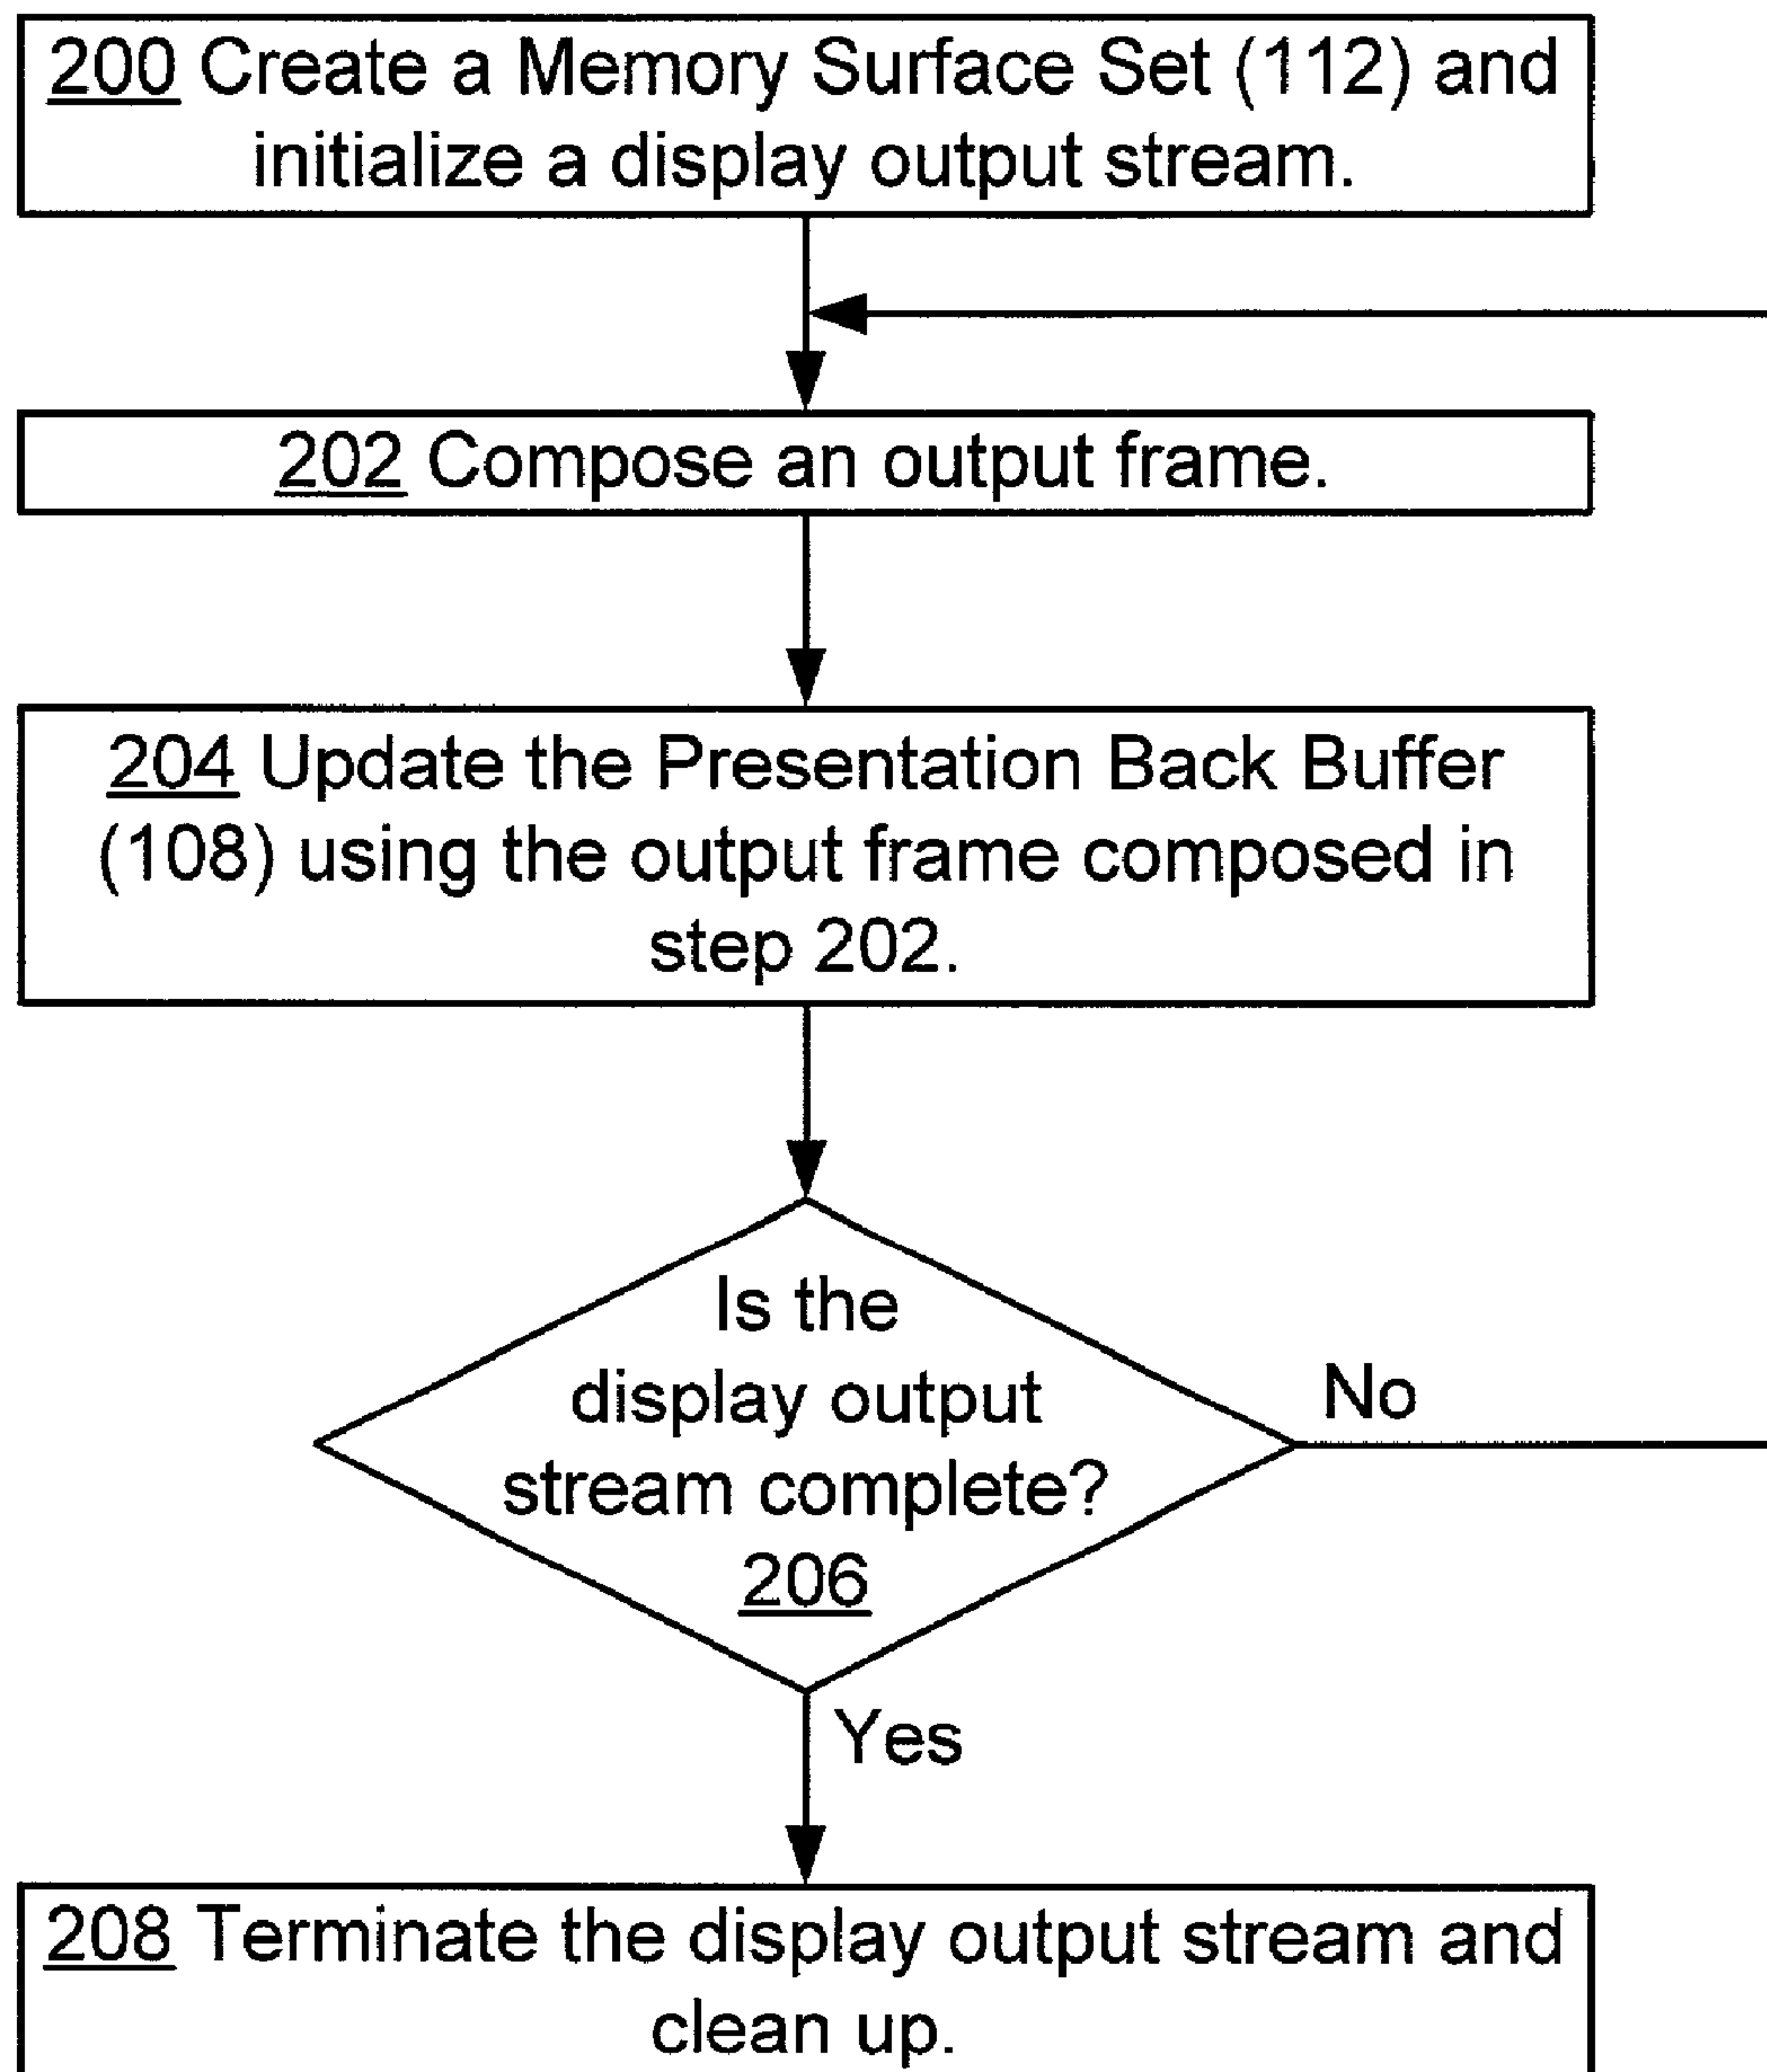 200 Create a Memory Surface Set (112) and
initialize a display output stream.
202 Compose an output frame.
204 Update the Presentation Back Buffer
(108) using the output frame composed in
step 202.
Is the
display output
stream complete?
206
No
Yes
208 Terminate the display output stream and
clean up.